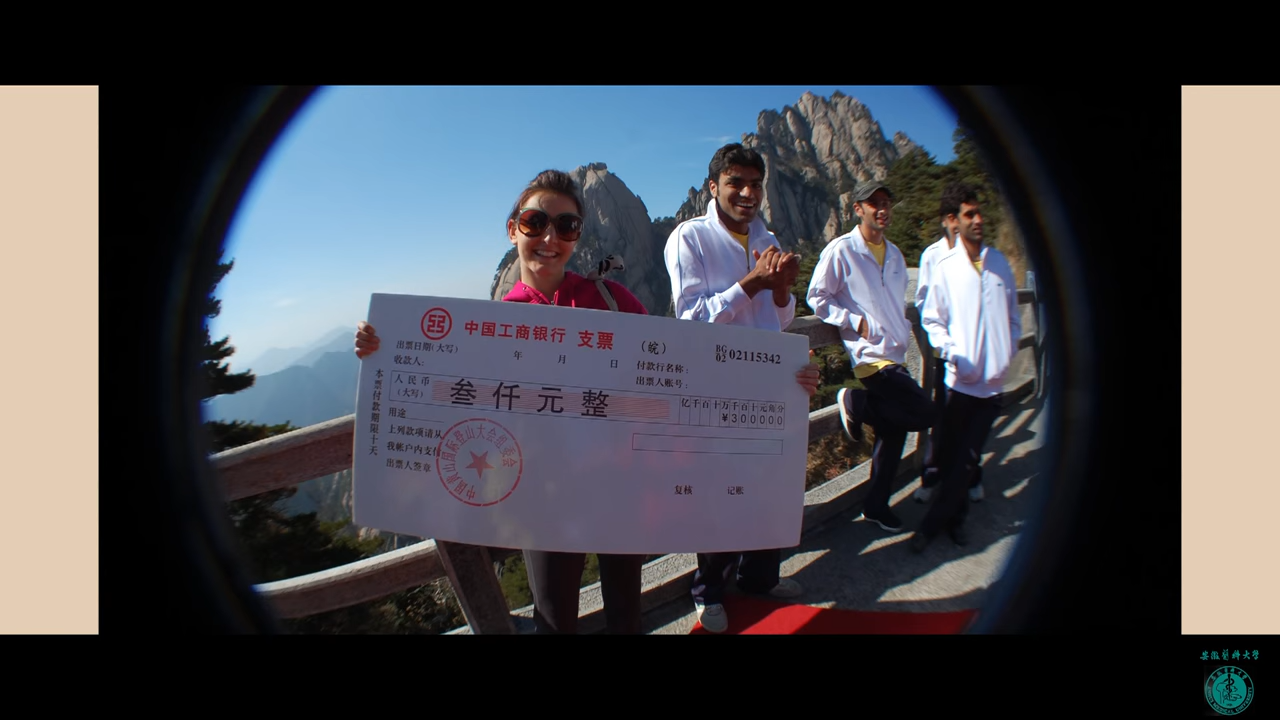 中国工商银行 支票
(皖)
BG
02 02115342
出票日期(大写)
年 月 日
付款行名称:
收款人:
出票人账号:
人民币
(大写)
叁仟元整
亿千百十万千百十元角分
¥300000
本票付款期限十天
用途
上列款项请从
我帐户内支付
出票人签章
复核 记账
安徽医科大学